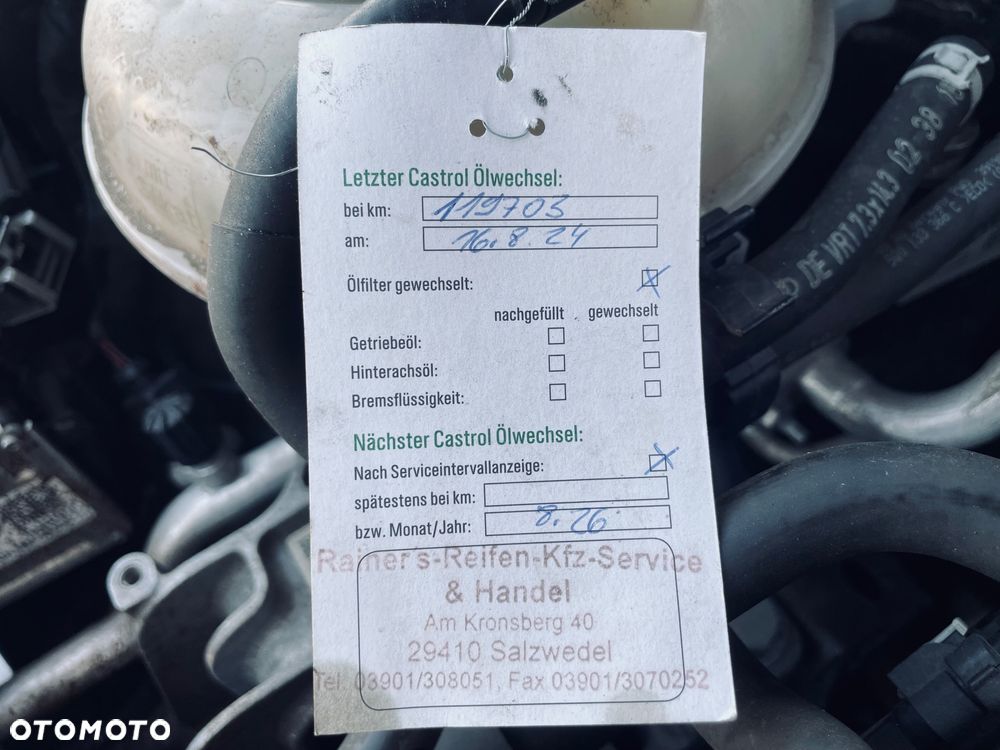 Letzter Castrol Ölwechsel:
bei km: 119703
am: 16.8.24
Ölfilter gewechselt: X
nachgefüllt gewechselt
Getriebeöl:
Hinterachsöl:
Bremsflüssigkeit:
Nächster Castrol Ölwechsel:
Nach Serviceintervallanzeige: X
spätestens bei km:
bzw. Monat/Jahr: 8.26
Rainer's-Reifen-Kfz-Service
& Handel
Am Kronsberg 40
29410 Salzwedel
Tel. 03901/308051, Fax 03901/3070252
OTOMOTO